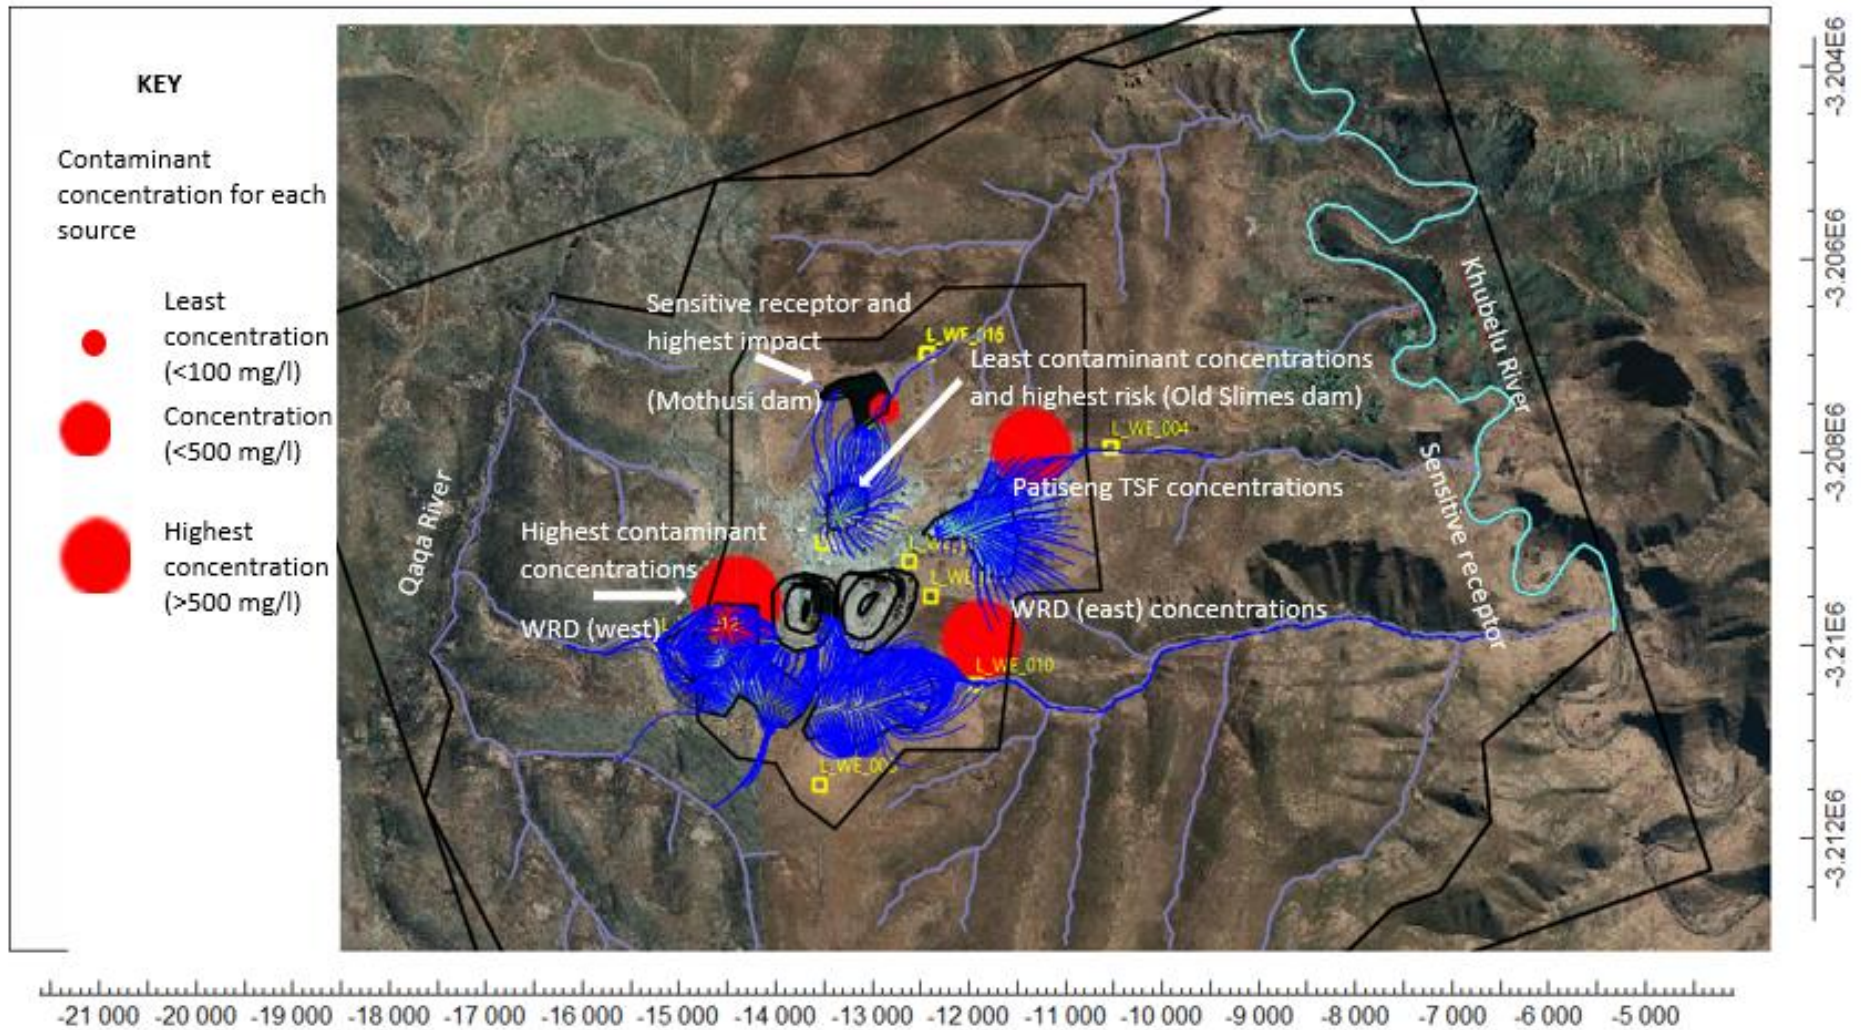 KEY
Contaminant
concentration for each
source
Least
concentration
(<100 mg/l)
Concentration
(<500 mg/l)
Highest
concentration
(>500 mg/l)
Sensitive receptor and
highest impact
(Mothusi dam)
L_WE_016
Least contaminant concentrations
and highest risk (Old Slimes dam)
L_WE_004
Patiseng TSF concentrations
Highest contaminant
concentrations
WRD (west)
WRD (east) concentrations
L_WE_010
Qaqa River
Khubelu River
Sensitive receptor
-3.204E6
-3.206E6
-3.208E6
-3.21E6
-3.212E6
-21 000 -20 000 -19 000 -18 000 -17 000 -16 000 -15 000 -14 000 -13 000 -12 000 -11 000 -10 000 -9 000 -8 000 -7 000 -6 000 -5 000